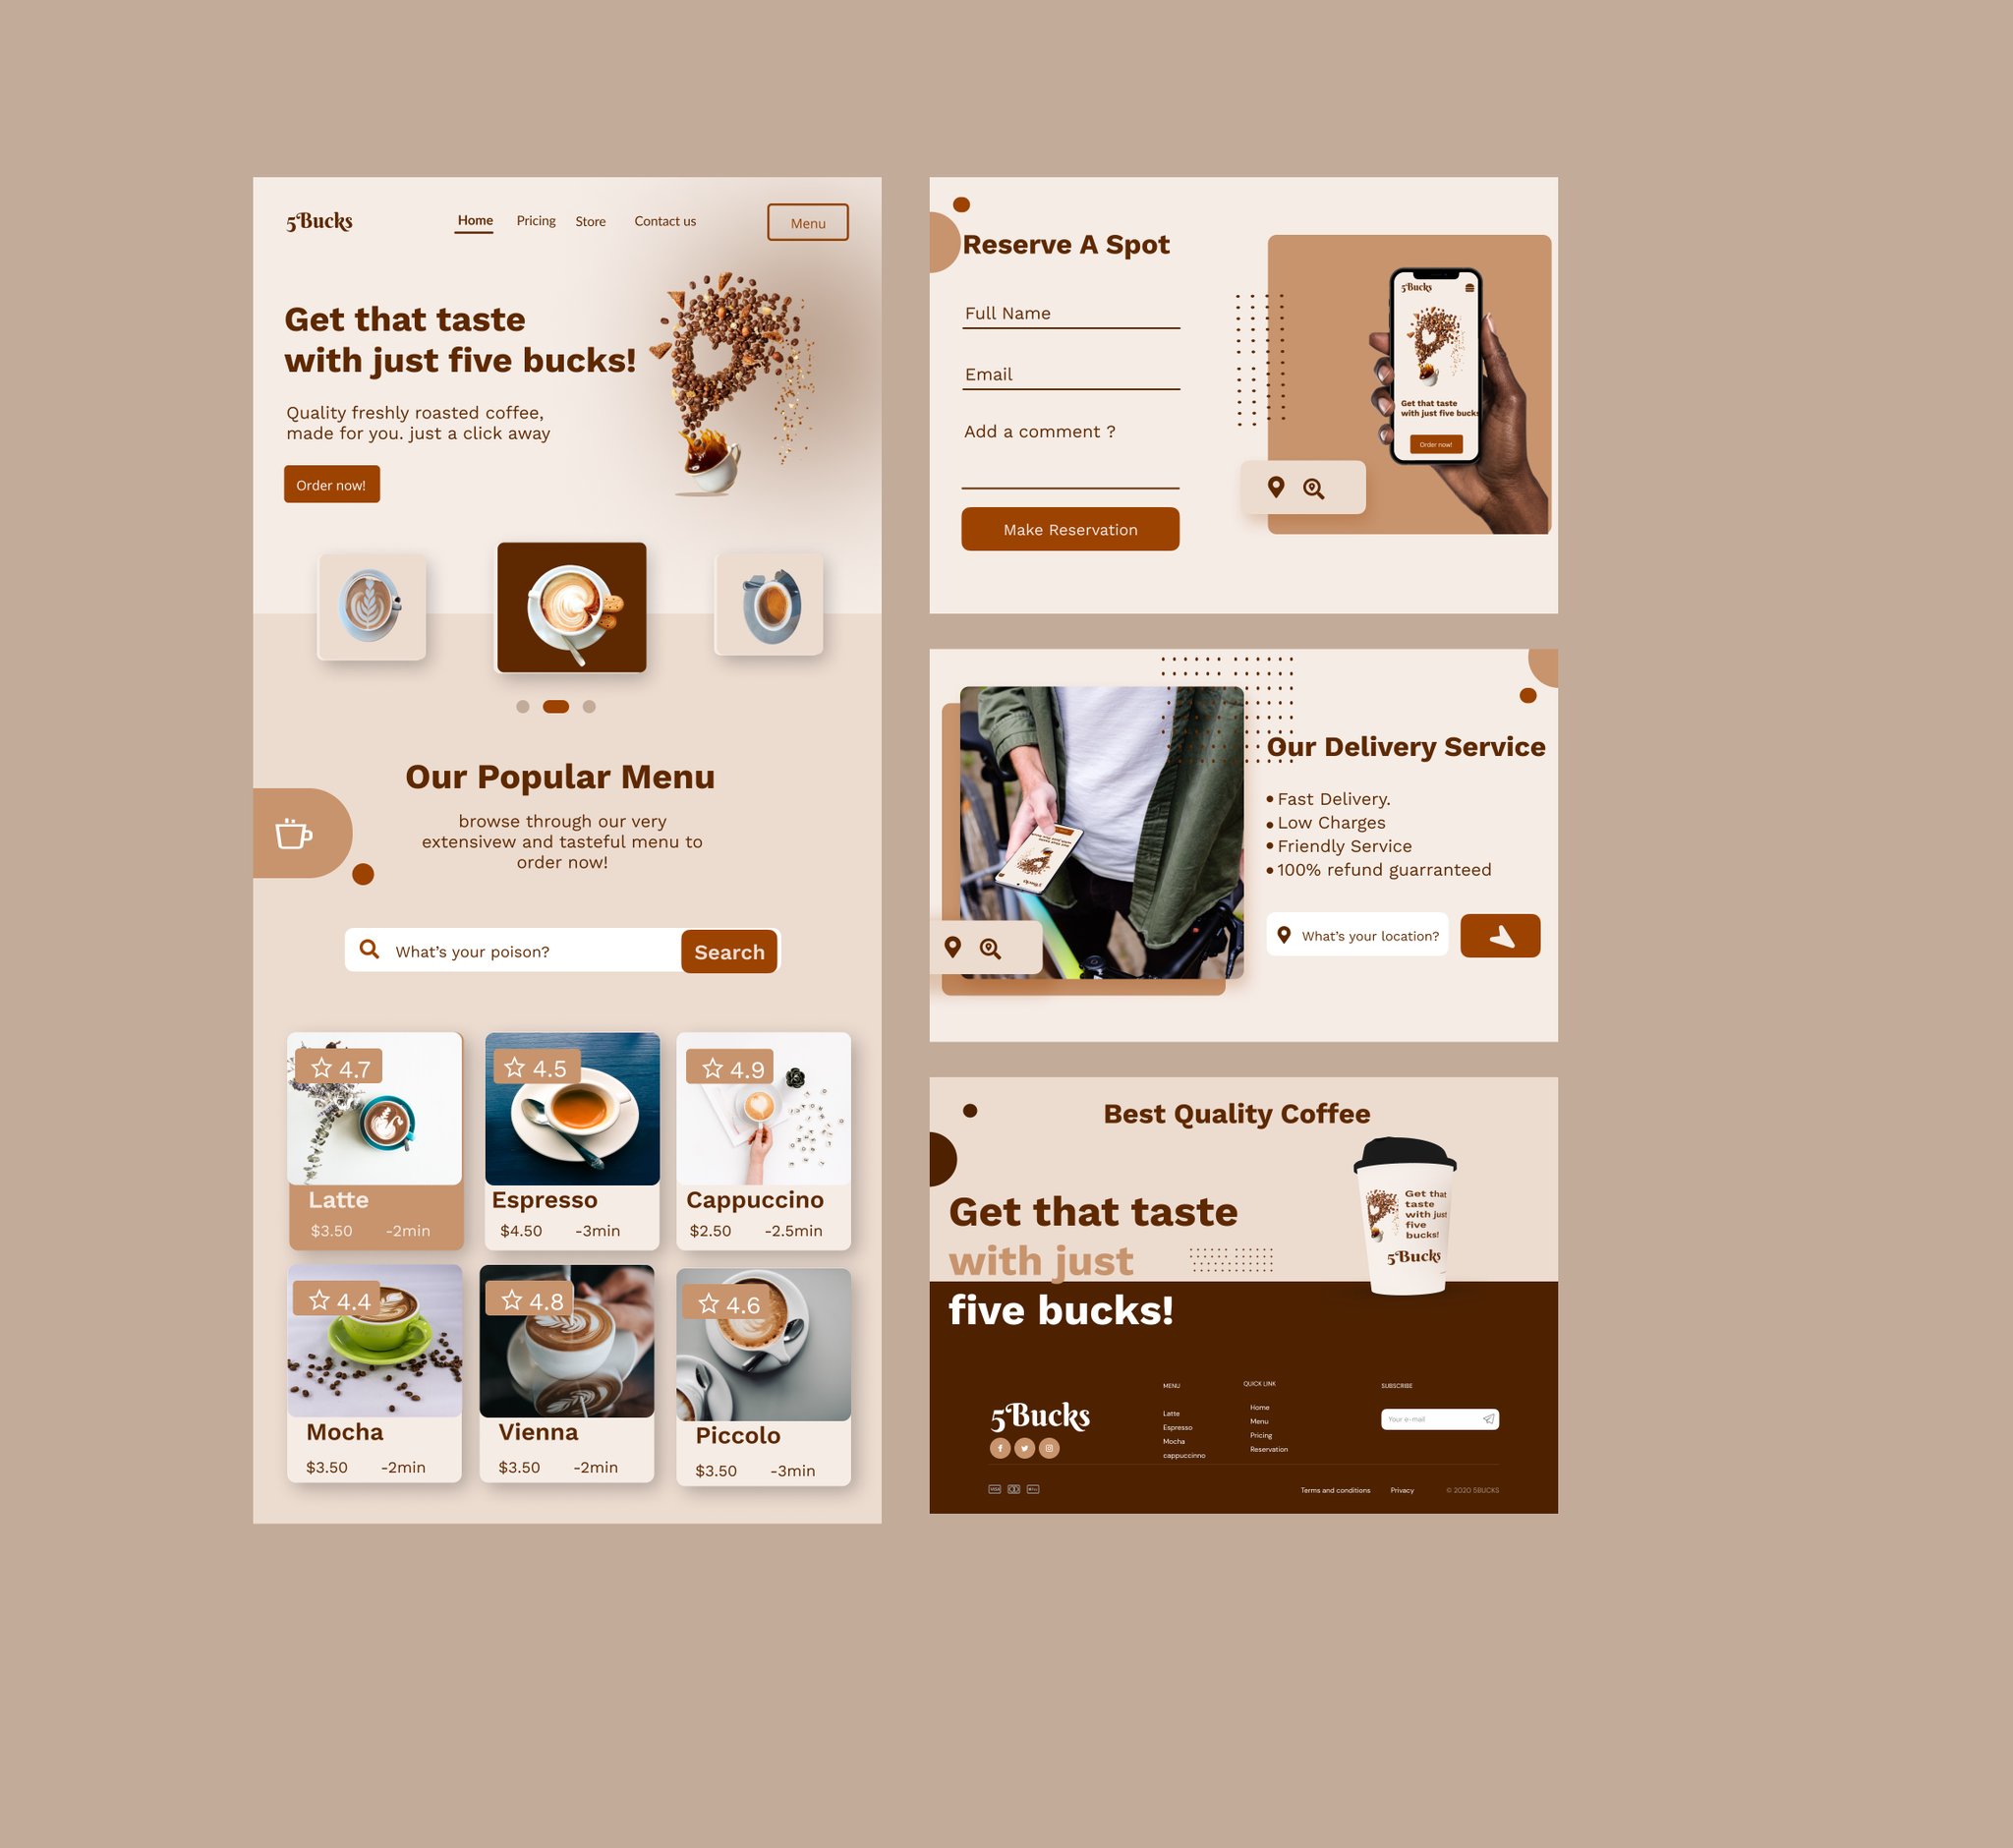 5Bucks
Home
Pricing
Store
Contact us
Menu
Get that taste
with just five bucks!
Quality freshly roasted coffee,
made for you. just a click away
Order now!
Our Popular Menu
browse through our very
extensivew and tasteful menu to
order now!
What's your poison?
Search
4.7
Latte
$3.50 -2min
4.5
Espresso
$4.50 -3min
4.9
Cappuccino
$2.50 -2.5min
4.4
Mocha
$3.50 -2min
4.8
Vienna
$3.50 -2min
4.6
Piccolo
$3.50 -3min
Reserve A Spot
Full Name
Email
Add a comment ?
Make Reservation
5Bucks
Get that taste
with just five bucks
Order now!
Our Delivery Service
Fast Delivery.
Low Charges
Friendly Service
100% refund guarranteed
What's your location?
5Bucks
Best Quality Coffee
Get that taste
with just
five bucks!
Get that
taste
with just
five
bucks!
5Bucks
5Bucks
MENU
Latte
Espresso
Mocha
cappuccinno
QUICK LINK
Home
Menu
Pricing
Reservation
SUBSCRIBE
Your e-mail
VISA
Terms and conditions
Privacy
© 2020 5BUCKS